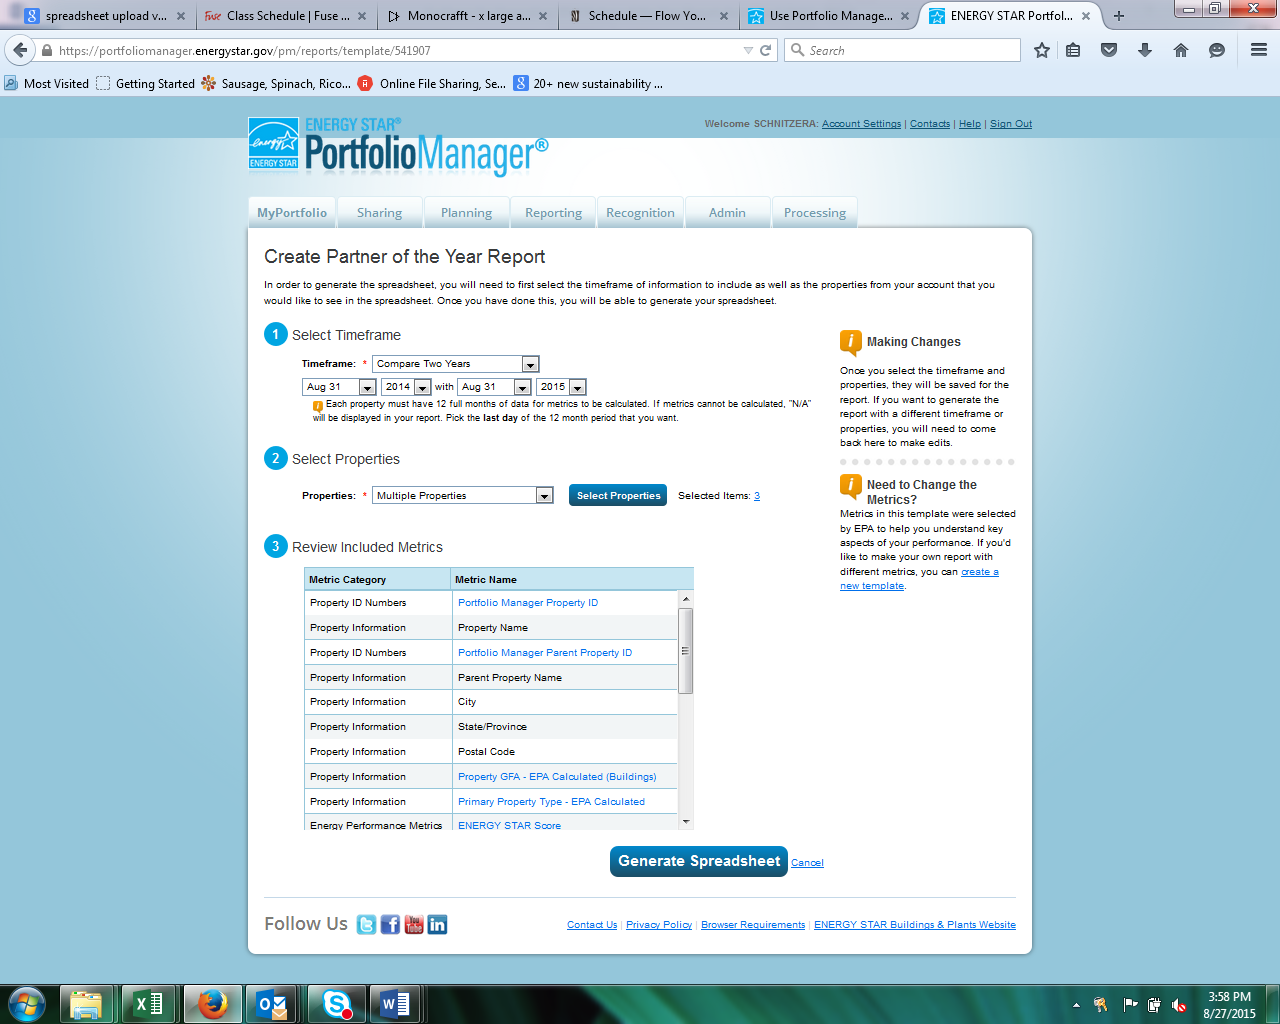 spreadsheet upload v...
Class Schedule | Fuse ...
Monocrafft - x large a...
Schedule — Flow Yo...
Use Portfolio Manage...
ENERGY STAR Portfol...
https://portfoliomanager.energystar.gov/pm/reports/template/541907
Search
Most Visited
Getting Started
Sausage, Spinach, Rico...
Online File Sharing, Se...
20+ new sustainability ...
Welcome SCHNITZERA: Account Settings | Contacts | Help | Sign Out
ENERGY STAR®
PortfolioManager®
ENERGY STAR
MyPortfolio
Sharing
Planning
Reporting
Recognition
Admin
Processing
Create Partner of the Year Report
In order to generate the spreadsheet, you will need to first select the timeframe of information to include as well as the properties from your account that you
would like to see in the spreadsheet. Once you have done this, you will be able to generate your spreadsheet.
1 Select Timeframe
Timeframe: * Compare Two Years
Aug 31 2014 with Aug 31 2015
Each property must have 12 full months of data for metrics to be calculated. If metrics cannot be calculated, "N/A"
will be displayed in your report. Pick the last day of the 12 month period that you want.
2 Select Properties
Properties: * Multiple Properties Select Properties Selected Items: 3
3 Review Included Metrics
Metric Category Metric Name
Property ID Numbers Portfolio Manager Property ID
Property Information Property Name
Property ID Numbers Portfolio Manager Parent Property ID
Property Information Parent Property Name
Property Information City
Property Information State/Province
Property Information Postal Code
Property Information Property GFA - EPA Calculated (Buildings)
Property Information Primary Property Type - EPA Calculated
Energy Performance Metrics ENERGY STAR Score
Generate Spreadsheet Cancel
Making Changes
Once you select the timeframe and
properties, they will be saved for the
report. If you want to generate the
report with a different timeframe or
properties, you will need to come
back here to make edits.
Need to Change the
Metrics?
Metrics in this template were selected
by EPA to help you understand key
aspects of your performance. If you'd
like to make your own report with
different metrics, you can create a
new template.
Follow Us
Contact Us | Privacy Policy | Browser Requirements | ENERGY STAR Buildings & Plants Website
3:58 PM
8/27/2015